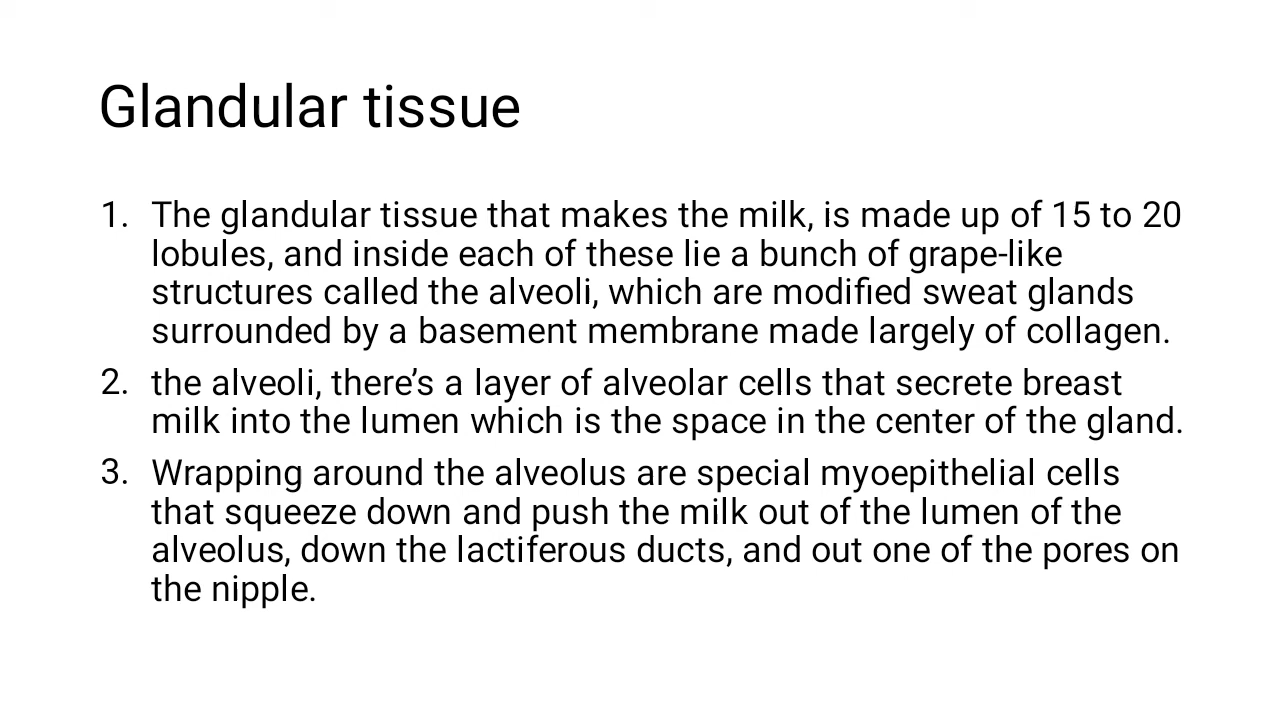 Glandular tissue
1. The glandular tissue that makes the milk, is made up of 15 to 20
lobules, and inside each of these lie a bunch of grape-like
structures called the alveoli, which are modified sweat glands
surrounded by a basement membrane made largely of collagen.
2. the alveoli, there’s a layer of alveolar cells that secrete breast
milk into the lumen which is the space in the center of the gland.
3. Wrapping around the alveolus are special myoepithelial cells
that squeeze down and push the milk out of the lumen of the
alveolus, down the lactiferous ducts, and out one of the pores on
the nipple.